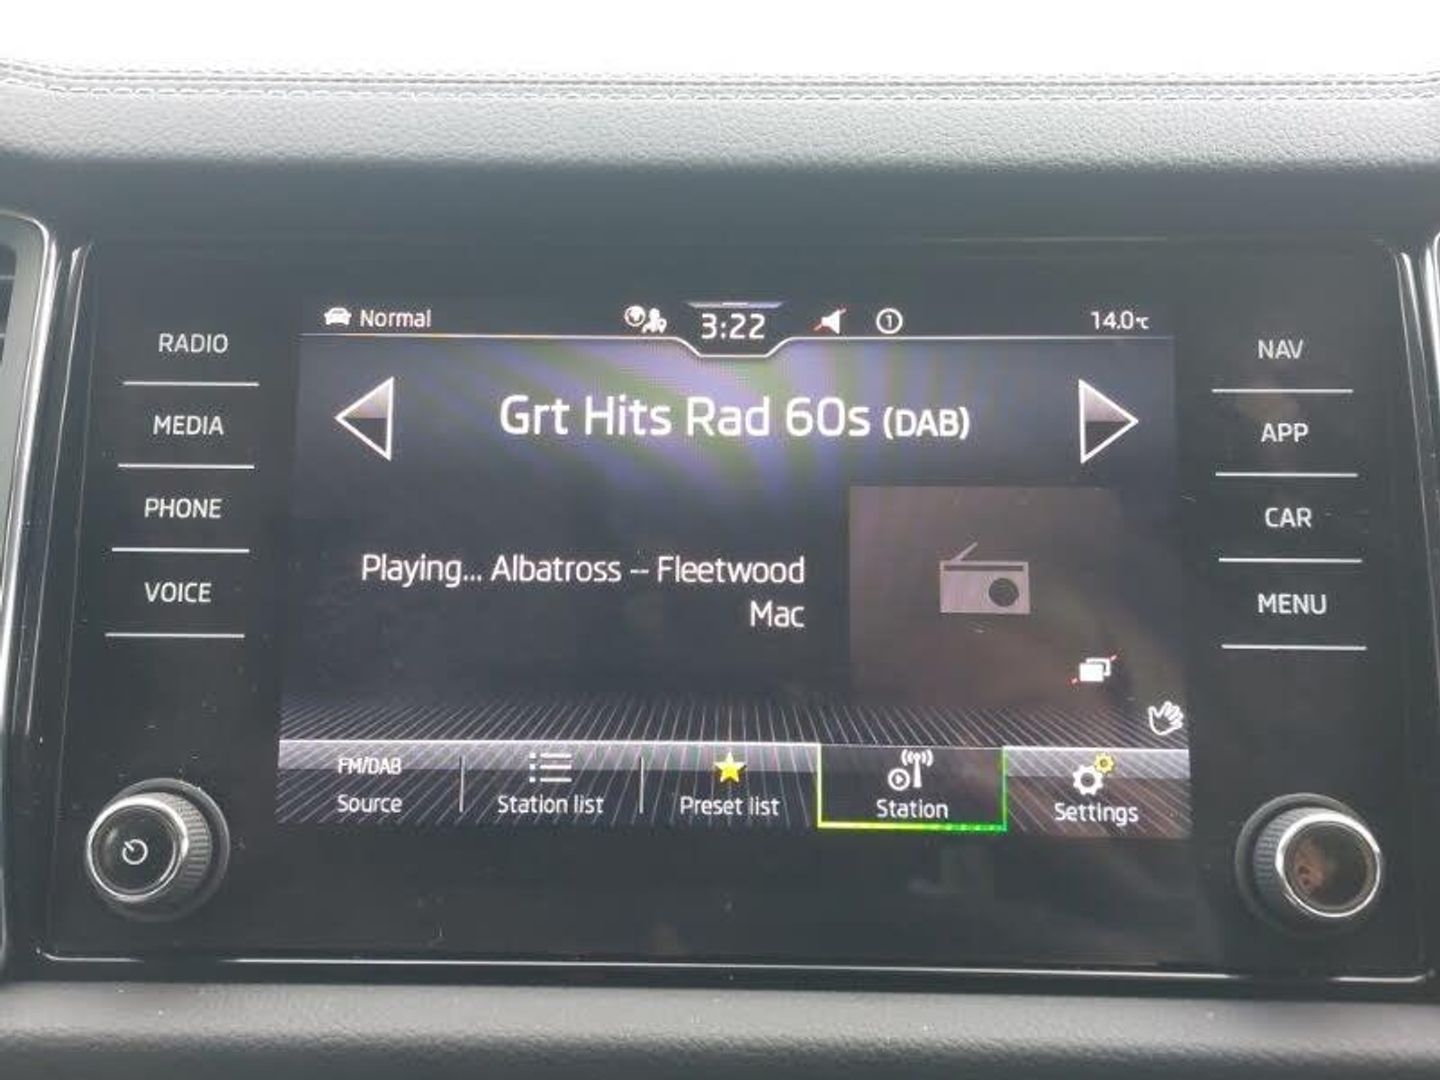 Normal
3:22
1
14.0°C
RADIO
MEDIA
PHONE
VOICE
NAV
APP
CAR
MENU
Grt Hits Rad 60s (DAB)
Playing... Albatross -- Fleetwood
Mac
FM/DAB
Source
Station list
Preset list
Station
Settings